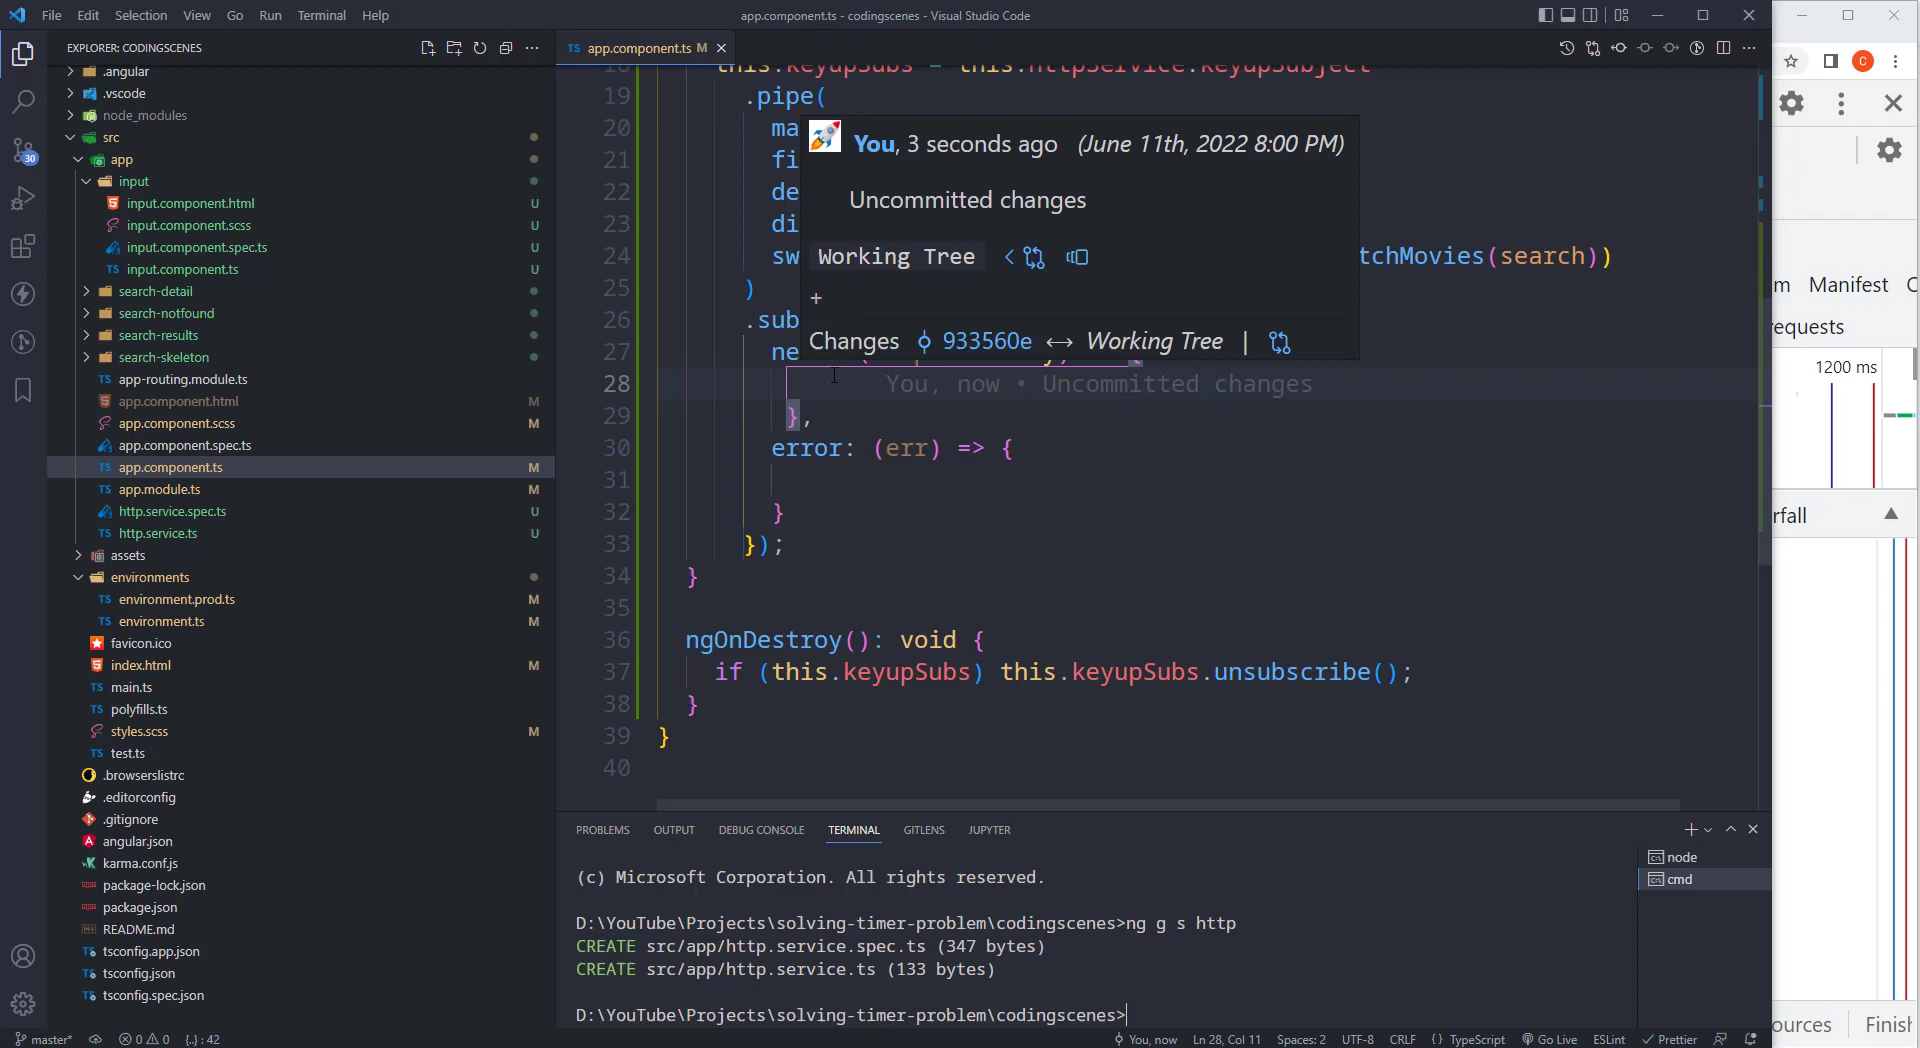 File Edit Selection View Go Run Terminal Help
app.component.ts - codingscenes - Visual Studio Code
EXPLORER: CODINGSCENES
.angular
.vscode
node_modules
src
app
input
input.component.html U
input.component.scss U
input.component.spec.ts U
input.component.ts U
search-detail
search-notfound
search-results
search-skeleton
app-routing.module.ts
app.component.html M
app.component.scss M
app.component.spec.ts
app.component.ts M
app.module.ts M
http.service.spec.ts U
http.service.ts U
assets
environments
environment.prod.ts M
environment.ts M
favicon.ico
index.html M
main.ts
polyfills.ts
styles.scss M
test.ts
.browserslistrc
.editorconfig
.gitignore
angular.json
karma.conf.js
package-lock.json
package.json
README.md
tsconfig.app.json
tsconfig.json
tsconfig.spec.json
30
TS app.component.ts M
18 this.keyupSubs = this.httpService.keyupSubject
19 .pipe(
20 ma
21 fi
22 de
23 di
24 sw tchMovies(search))
25 )
26 .sub
27 ne
28 You, now • Uncommitted changes
29 },
30 error: (err) => {
31
32 }
33 });
34 }
35
36 ngOnDestroy(): void {
37 if (this.keyupSubs) this.keyupSubs.unsubscribe();
38 }
39 }
40
You, 3 seconds ago (June 11th, 2022 8:00 PM)
Uncommitted changes
Working Tree
+
Changes 933560e ↔ Working Tree |
PROBLEMS OUTPUT DEBUG CONSOLE TERMINAL GITLENS JUPYTER
(c) Microsoft Corporation. All rights reserved.
D:\YouTube\Projects\solving-timer-problem\codingscenes>ng g s http
CREATE src/app/http.service.spec.ts (347 bytes)
CREATE src/app/http.service.ts (133 bytes)
D:\YouTube\Projects\solving-timer-problem\codingscenes>
node
cmd
master* 0 0 {..} : 42
You, now Ln 28, Col 11 Spaces: 2 UTF-8 CRLF { } TypeScript Go Live ESLint Prettier
C
m Manifest C
equests
1200 ms
rfall
ources Finish